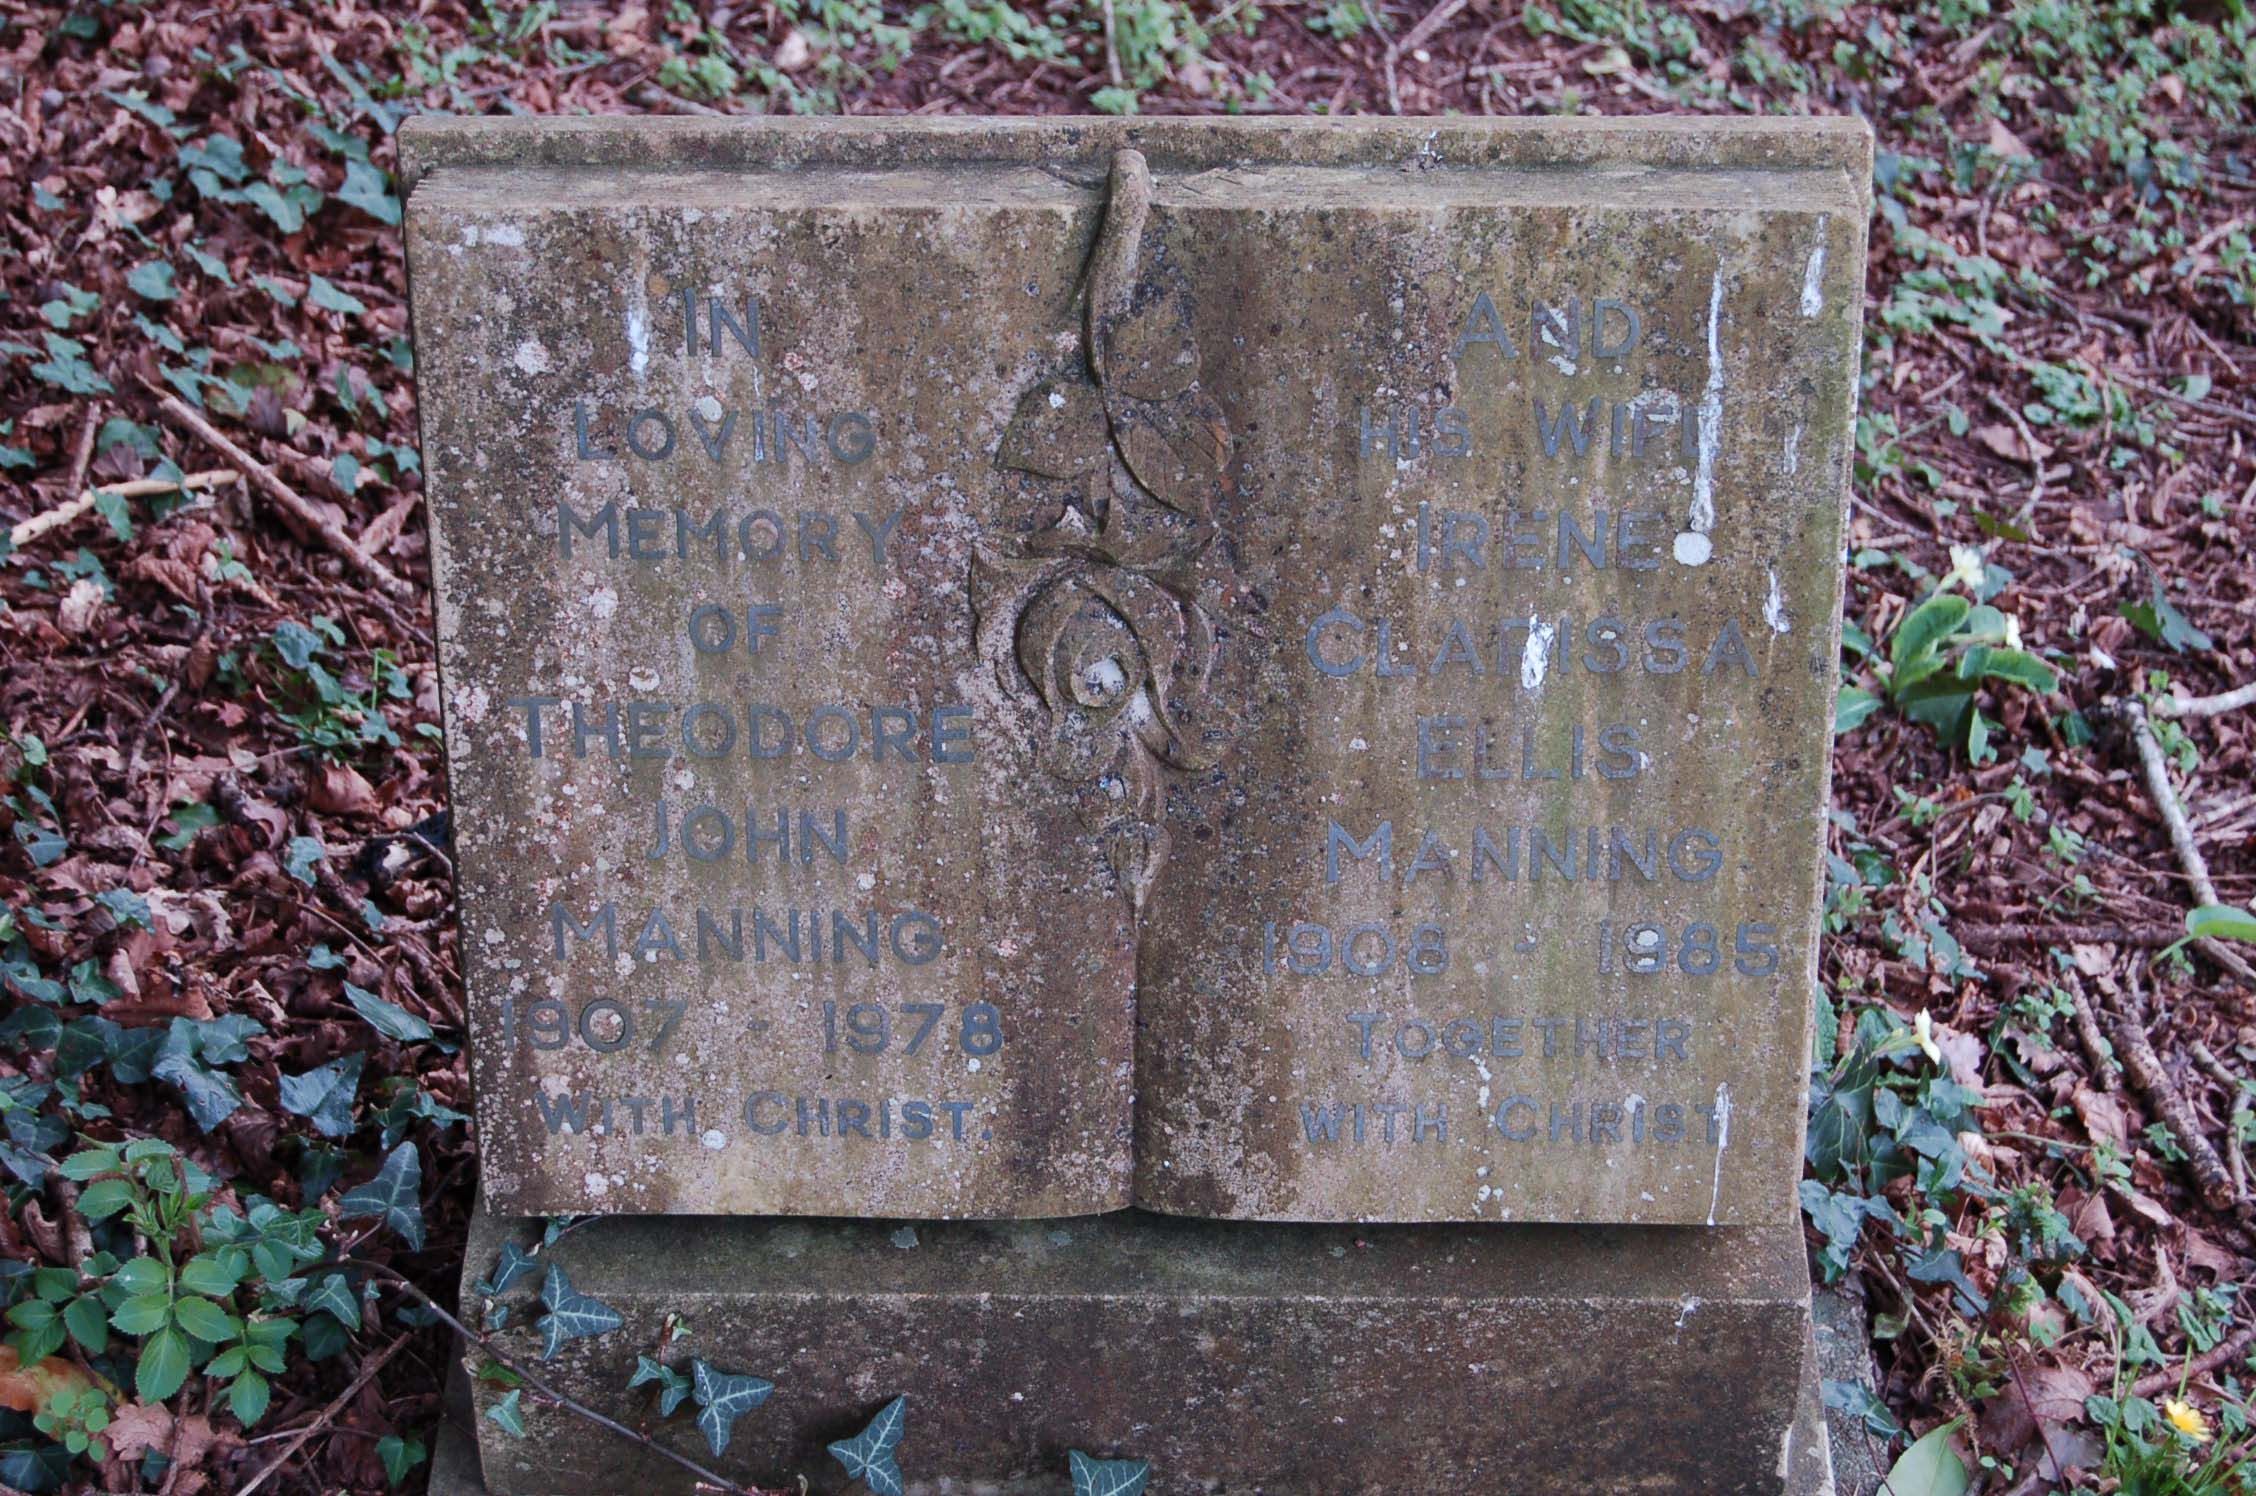 In
Loving
Memory
of
Theodore
John
Manning
1907 - 1978
with Christ.
And
his Wife
Irene
Clarissa
Ellis
Manning
1908 - 1985
Together
with Christ